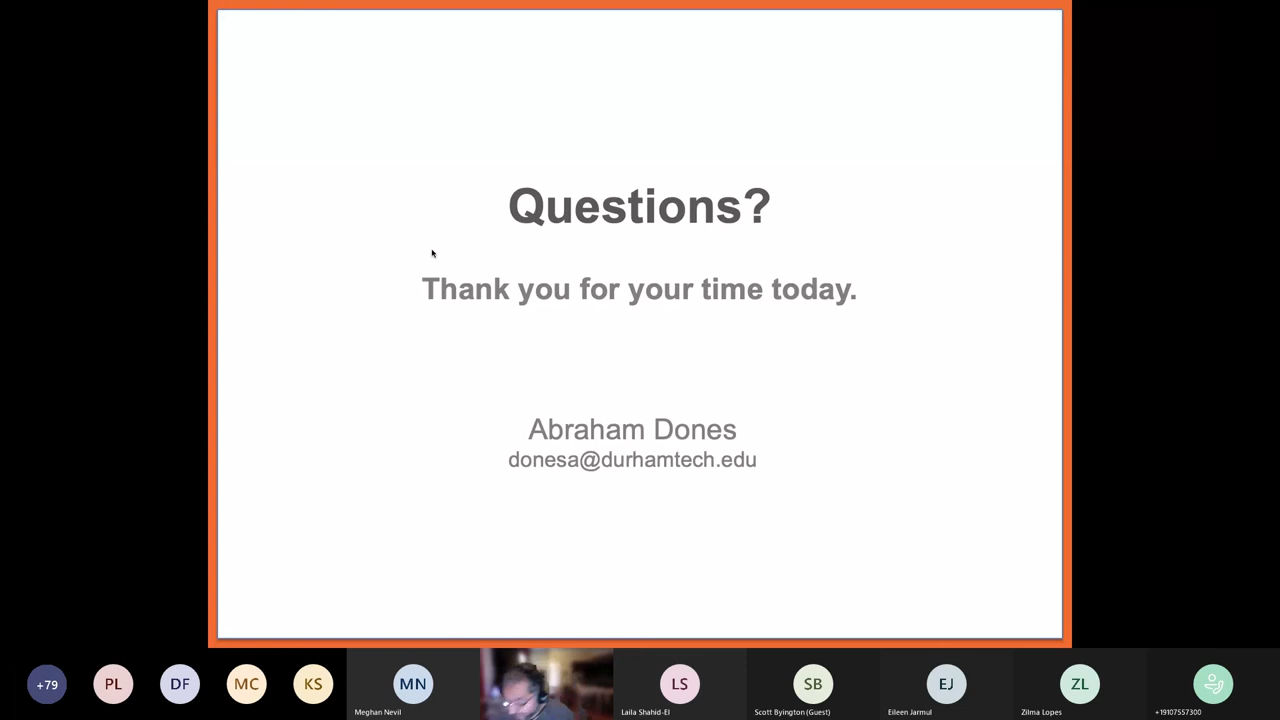 Questions?
Thank you for your time today.
Abraham Dones
donesa@durhamtech.edu
+79
PL
DF
MC
KS
MN
LS
SB
EJ
ZL
Meghan Nevil
Laila Shahid-El
Scott Byington (Guest)
Eileen Jarmul
Zilma Lopes
+19107557300